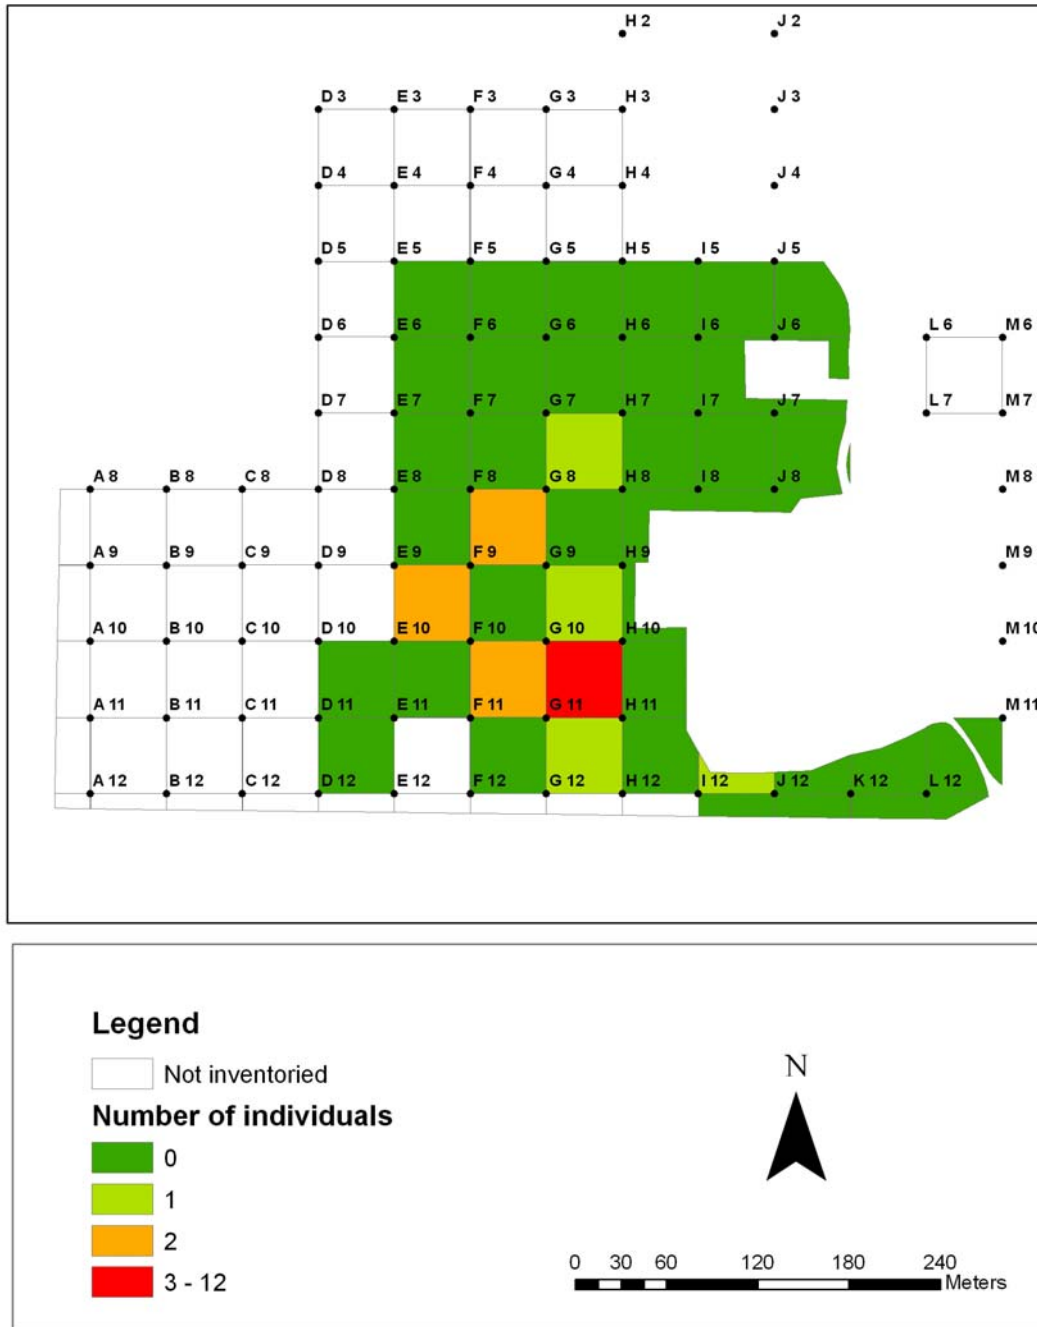 H 2 J 2
D 3 E 3 F 3 G 3 H 3 J 3
D 4 E 4 F 4 G 4 H 4 J 4
D 5 E 5 F 5 G 5 H 5 I 5 J 5
D 6 E 6 F 6 G 6 H 6 I 6 J 6 L 6 M 6
D 7 E 7 F 7 G 7 H 7 I 7 J 7 L 7 M 7
A 8 B 8 C 8 D 8 E 8 F 8 G 8 H 8 I 8 J 8 M 8
A 9 B 9 C 9 D 9 E 9 F 9 G 9 H 9 M 9
A 10 B 10 C 10 D 10 E 10 F 10 G 10 H 10 M 10
A 11 B 11 C 11 D 11 E 11 F 11 G 11 H 11 M 11
A 12 B 12 C 12 D 12 E 12 F 12 G 12 H 12 I 12 J 12 K 12 L 12
Legend
Not inventoried
Number of individuals
0
1
2
3 - 12
N
0 30 60 120 180 240
Meters